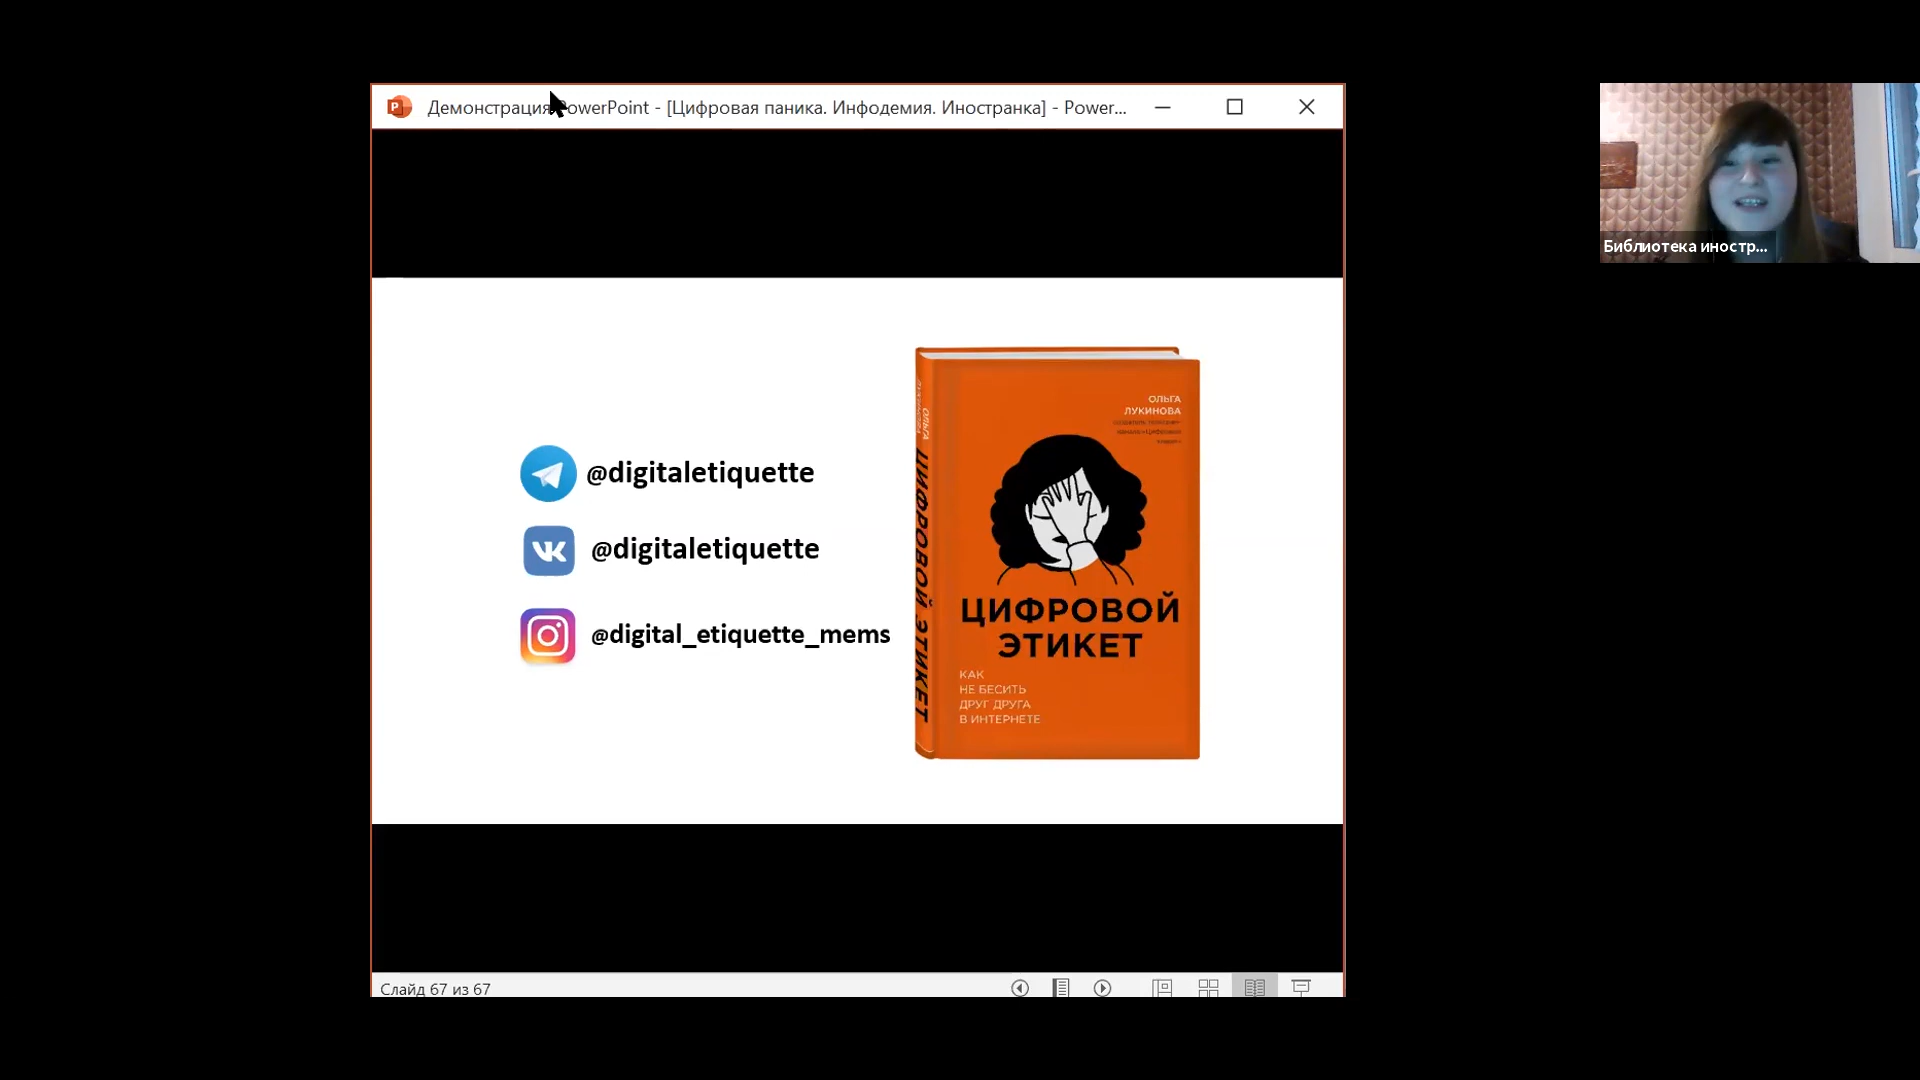 Демонстрация PowerPoint - [Цифровая паника. Инфодемия. Иностранка] - Power...
Библиотека иностр...
@digitaletiquette
@digitaletiquette
@digital_etiquette_mems
ОЛЬГА
ЛУКИНОВА
ЦИФРОВОЙ ЭТИКЕТ
ЦИФРОВОЙ
ЭТИКЕТ
КАК
НЕ БЕСИТЬ
ДРУГ ДРУГА
В ИНТЕРНЕТЕ
Слайд 67 из 67